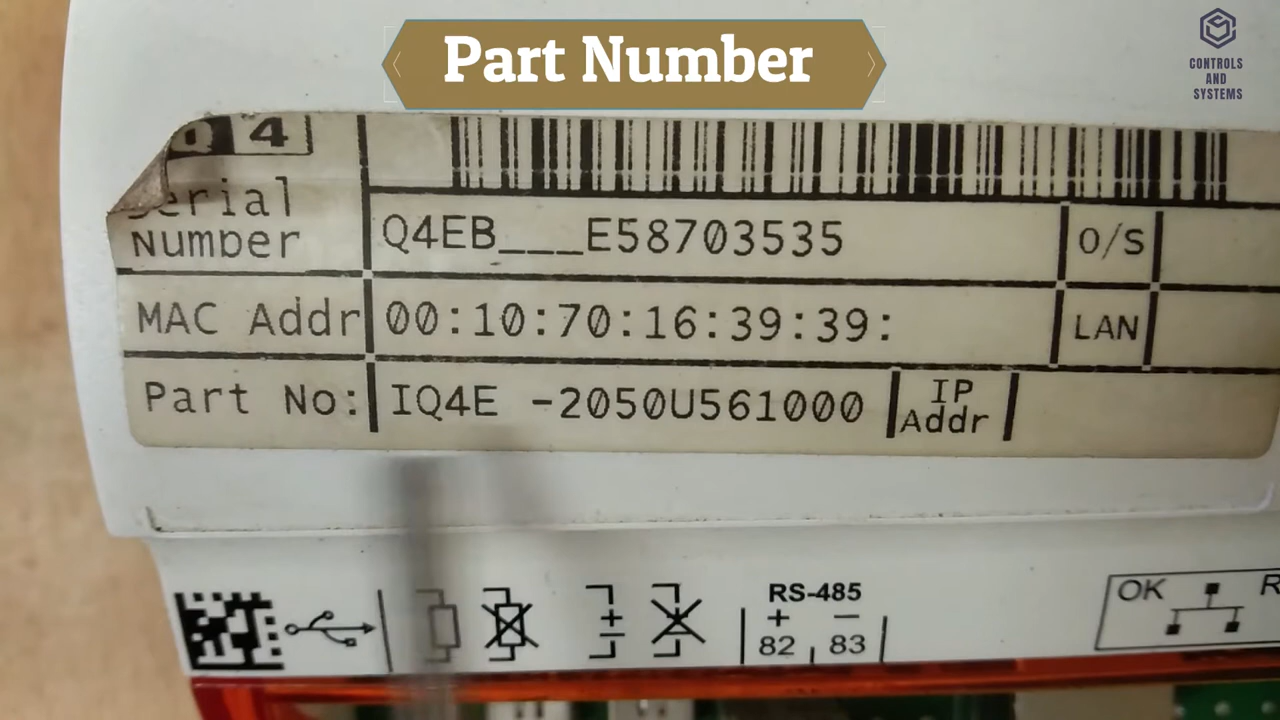 Part Number
CONTROLS
AND
SYSTEMS
Q 4
Serial
Number
Q4EB___E58703535
O/S
MAC Addr
00:10:70:16:39:39:
LAN
Part No:
IQ4E -2050U561000
IP
Addr
RS-485
+ −
82 83
OK
R